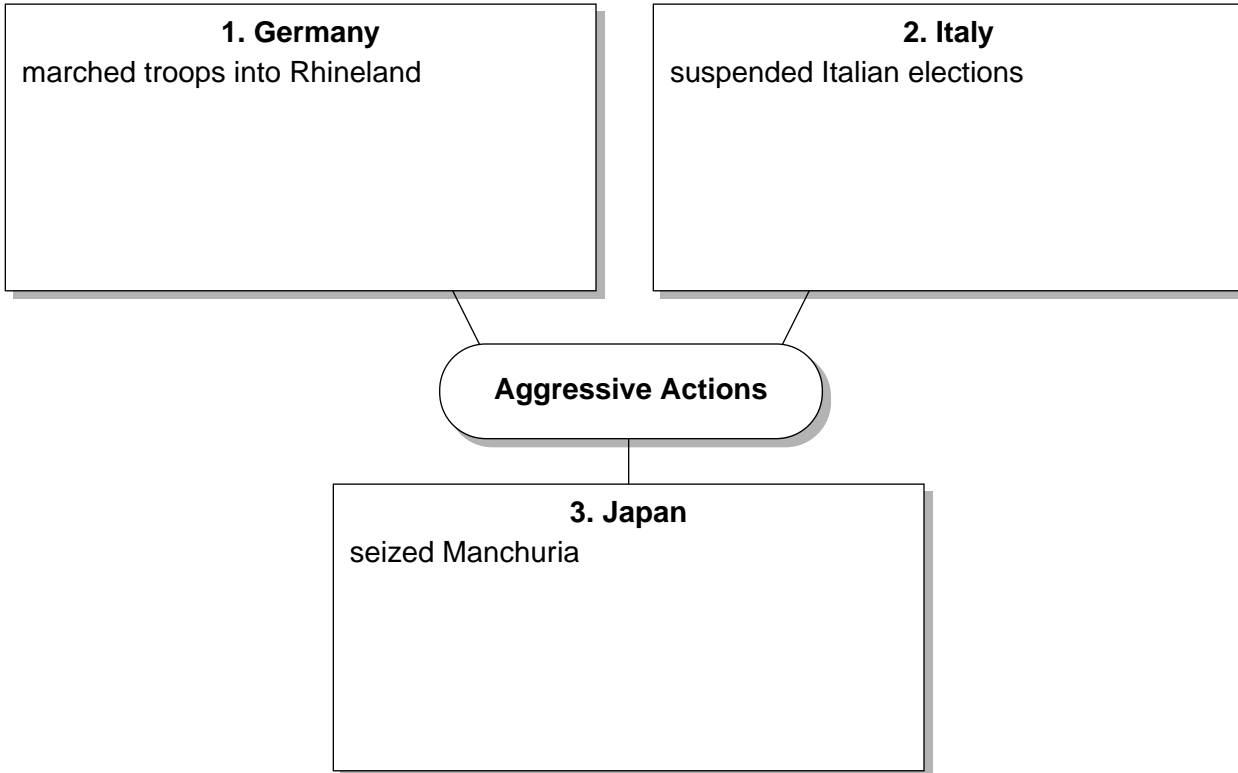 1. Germany
marched troops into Rhineland
2. Italy
suspended Italian elections
Aggressive Actions
3. Japan
seized Manchuria